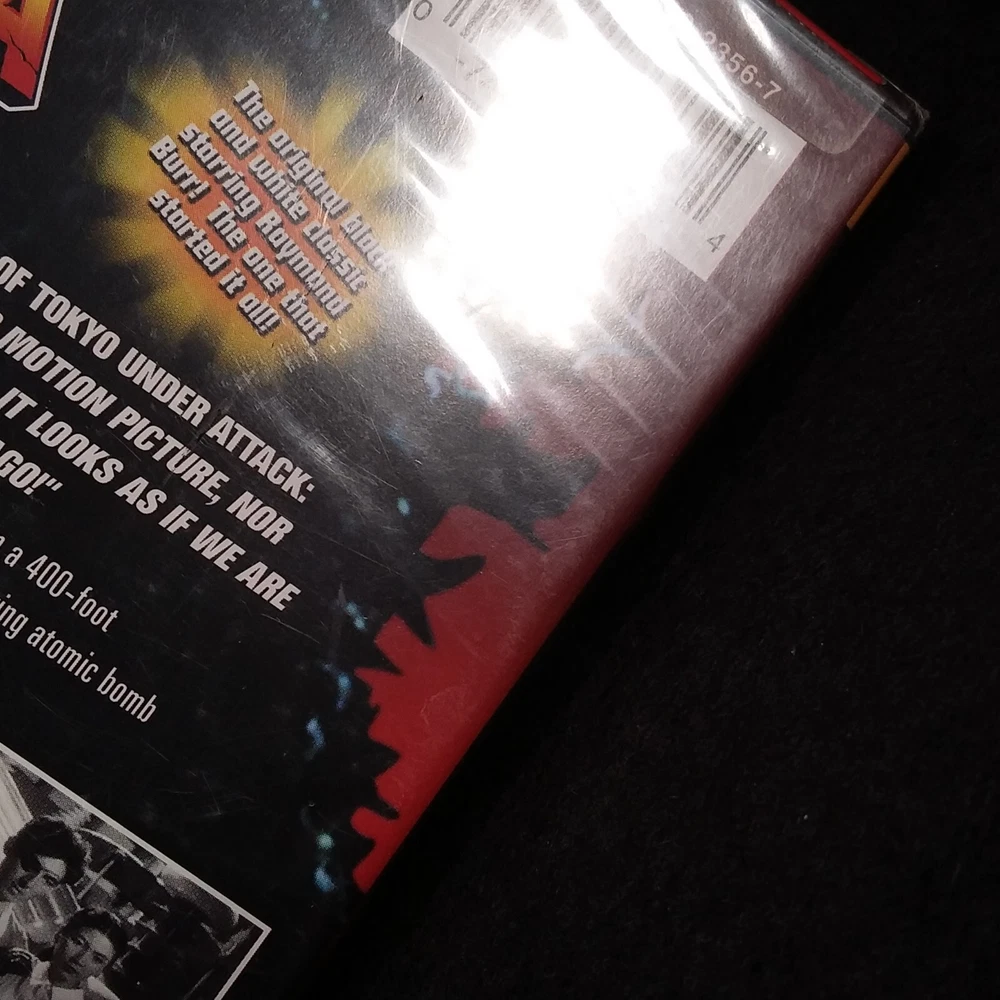 A
0
2356-7
4
The original black
and white classic
starring Raymond
Burr! The one that
started it all!
OF TOKYO UNDER ATTACK:
MOTION PICTURE, NOR
IT LOOKS AS IF WE ARE
AGO!"
a 400-foot
atomic bomb